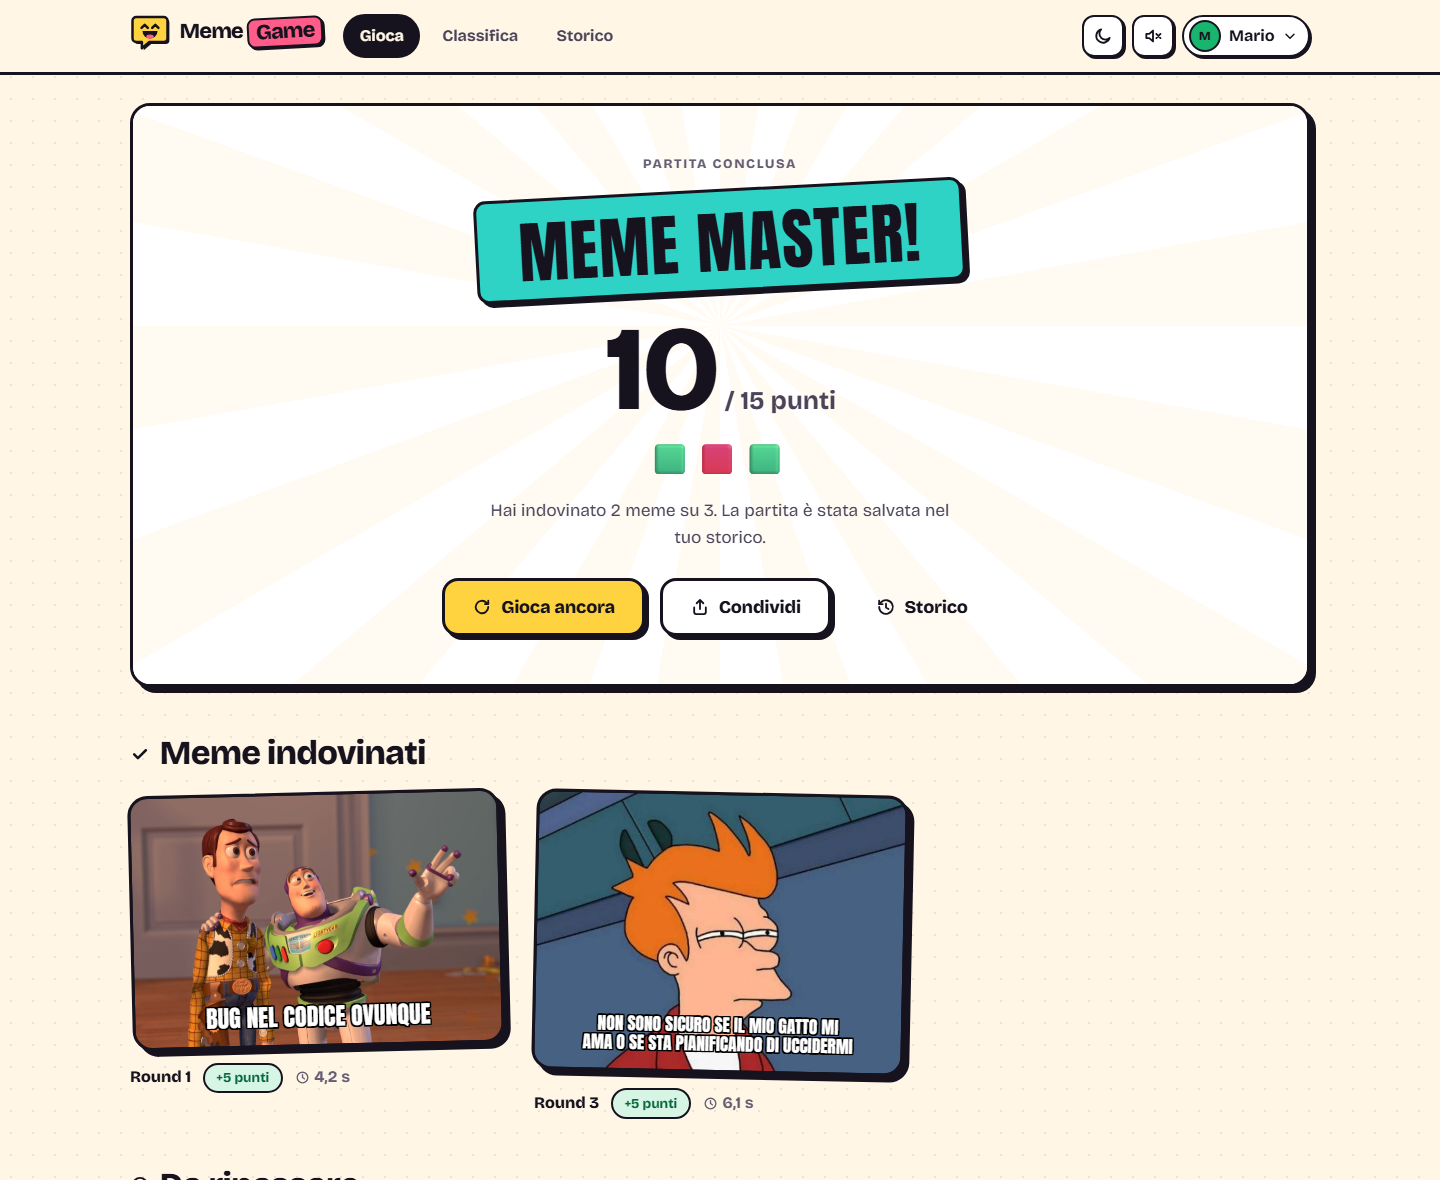 Meme Game
Gioca
Classifica
Storico
M
Mario
PARTITA CONCLUSA
MEME MASTER!
10 / 15 punti
Hai indovinato 2 meme su 3. La partita è stata salvata nel
tuo storico.
Gioca ancora
Condividi
Storico
Meme indovinati
BUG NEL CODICE OVUNQUE
NON SONO SICURO SE IL MIO GATTO MI
AMA O SE STA PIANIFICANDO DI UCCIDERMI
Round 1
+5 punti
4,2 s
Round 3
+5 punti
6,1 s